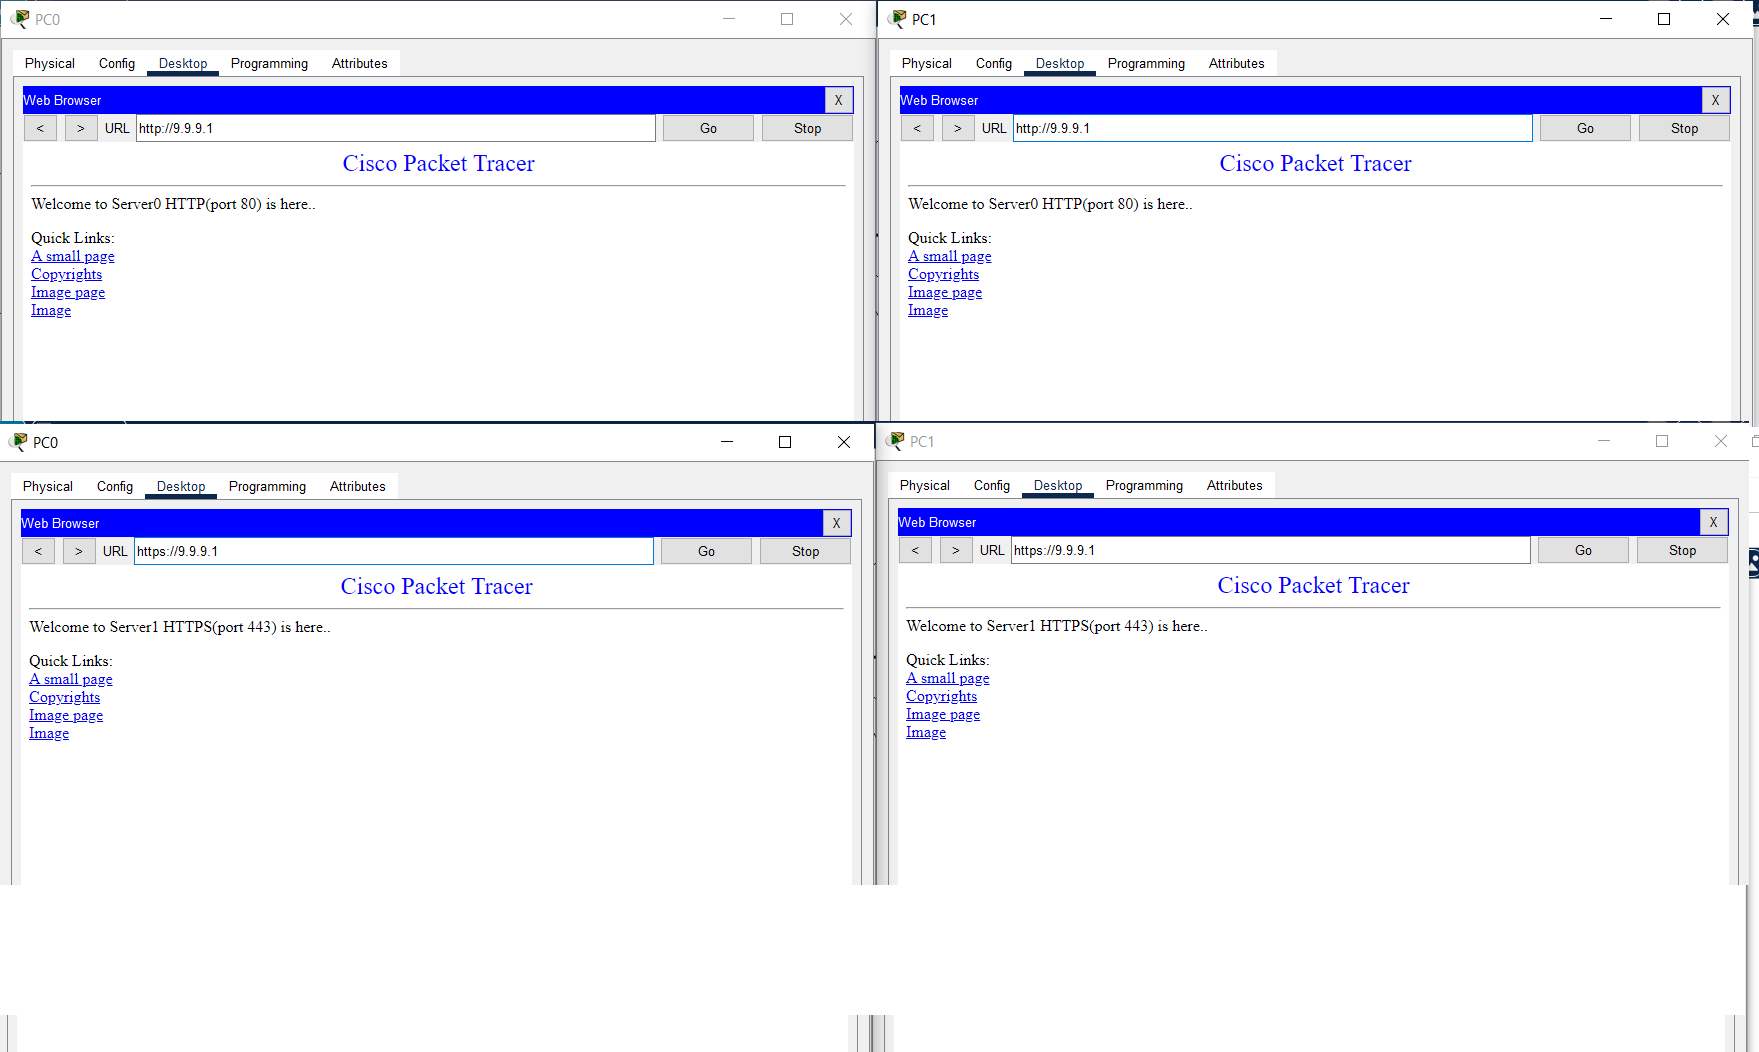 PC0
Physical Config Desktop Programming Attributes
Web Browser X
< > URL http://9.9.9.1 Go Stop
Cisco Packet Tracer
Welcome to Server0 HTTP(port 80) is here..
Quick Links:
A small page
Copyrights
Image page
Image
PC1
Physical Config Desktop Programming Attributes
Web Browser X
< > URL http://9.9.9.1 Go Stop
Cisco Packet Tracer
Welcome to Server0 HTTP(port 80) is here..
Quick Links:
A small page
Copyrights
Image page
Image
PC0
Physical Config Desktop Programming Attributes
Web Browser X
< > URL https://9.9.9.1 Go Stop
Cisco Packet Tracer
Welcome to Server1 HTTPS(port 443) is here..
Quick Links:
A small page
Copyrights
Image page
Image
PC1
Physical Config Desktop Programming Attributes
Web Browser X
< > URL https://9.9.9.1 Go Stop
Cisco Packet Tracer
Welcome to Server1 HTTPS(port 443) is here..
Quick Links:
A small page
Copyrights
Image page
Image